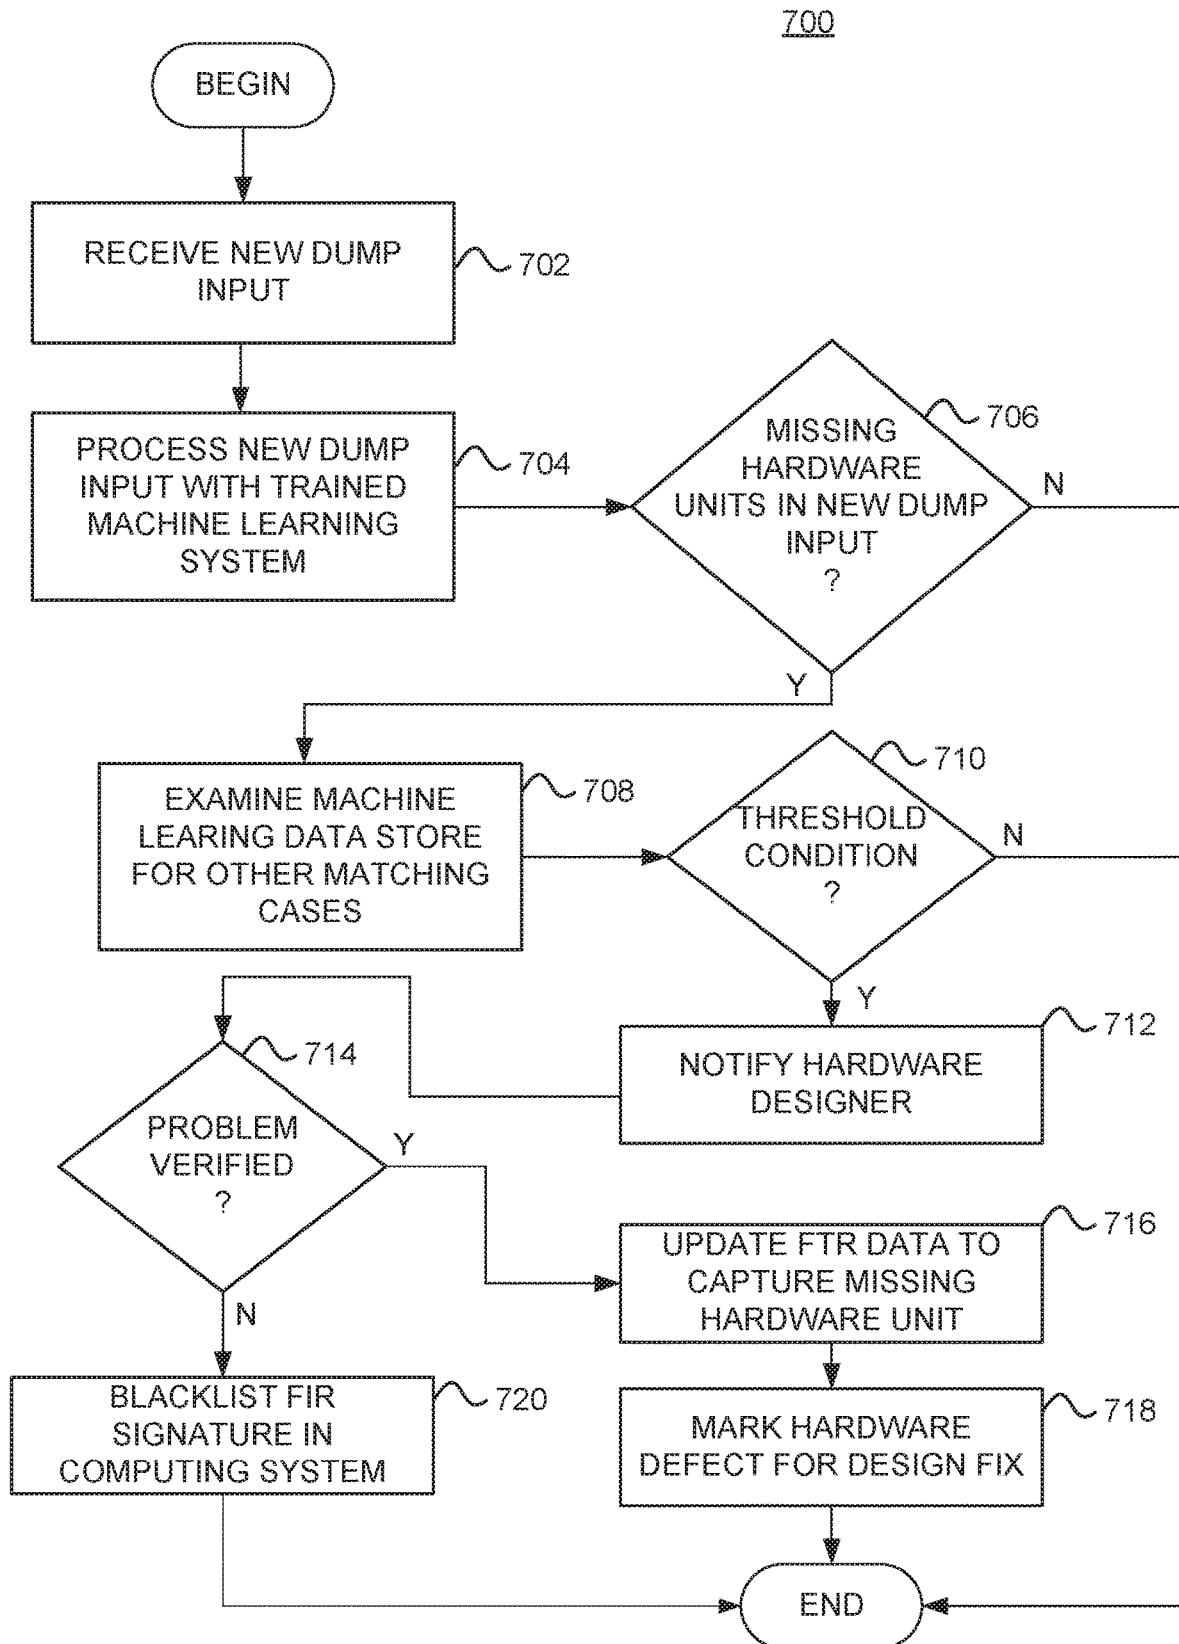 700
BEGIN
RECEIVE NEW DUMP
INPUT
702
PROCESS NEW DUMP
INPUT WITH TRAINED
MACHINE LEARNING
SYSTEM
704
MISSING
HARDWARE
UNITS IN NEW DUMP
INPUT
?
706
N
Y
EXAMINE MACHINE
LEARING DATA STORE
FOR OTHER MATCHING
CASES
708
THRESHOLD
CONDITION
?
710
N
Y
NOTIFY HARDWARE
DESIGNER
712
PROBLEM
VERIFIED
?
714
Y
N
UPDATE FTR DATA TO
CAPTURE MISSING
HARDWARE UNIT
716
MARK HARDWARE
DEFECT FOR DESIGN FIX
718
BLACKLIST FIR
SIGNATURE IN
COMPUTING SYSTEM
720
END